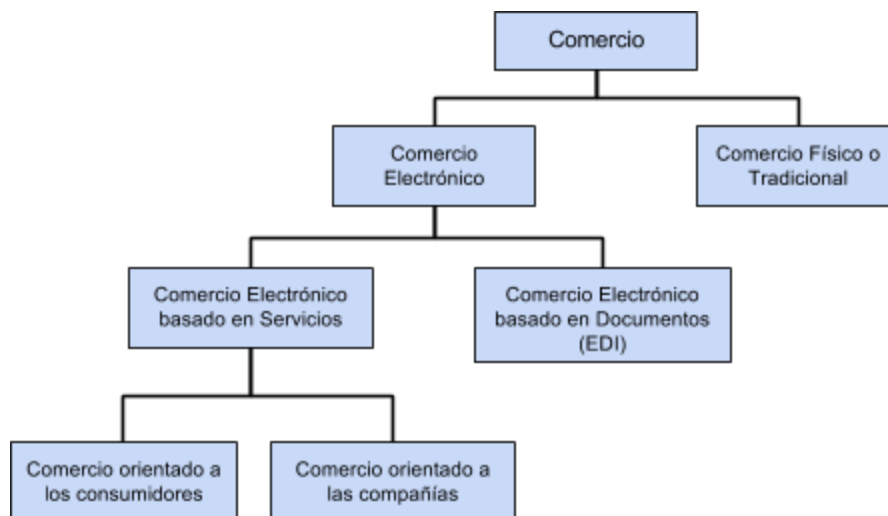 Comercio
Comercio
Electrónico
Comercio Físico o
Tradicional
Comercio Electrónico
basado en Servicios
Comercio Electrónico
basado en Documentos
(EDI)
Comercio orientado a
los consumidores
Comercio orientado a
las compañías